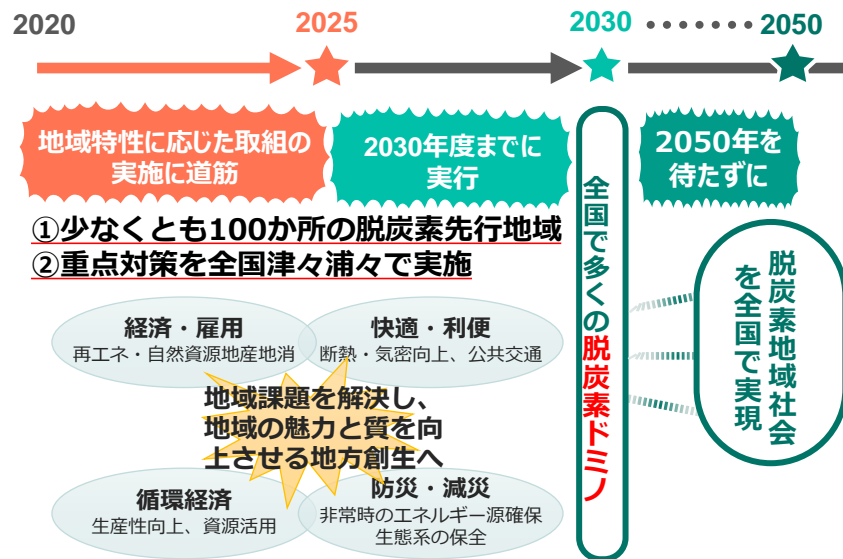 2020
2025
2030
・・・・・・・
2050
地域特性に応じた取組の
実施に道筋
2030年度までに
実行
2050年を
待たずに
①少なくとも100か所の脱炭素先行地域
②重点対策を全国津々浦々で実施
経済・雇用
再エネ・自然資源地産地消
快適・利便
断熱・気密向上、公共交通
地域課題を解決し、
地域の魅力と質を向
上させる地方創生へ
循環経済
生産性向上、資源活用
防災・減災
非常時のエネルギー源確保
生態系の保全
全国で多くの脱炭素ドミノ
脱炭素地域社会
を全国で実現